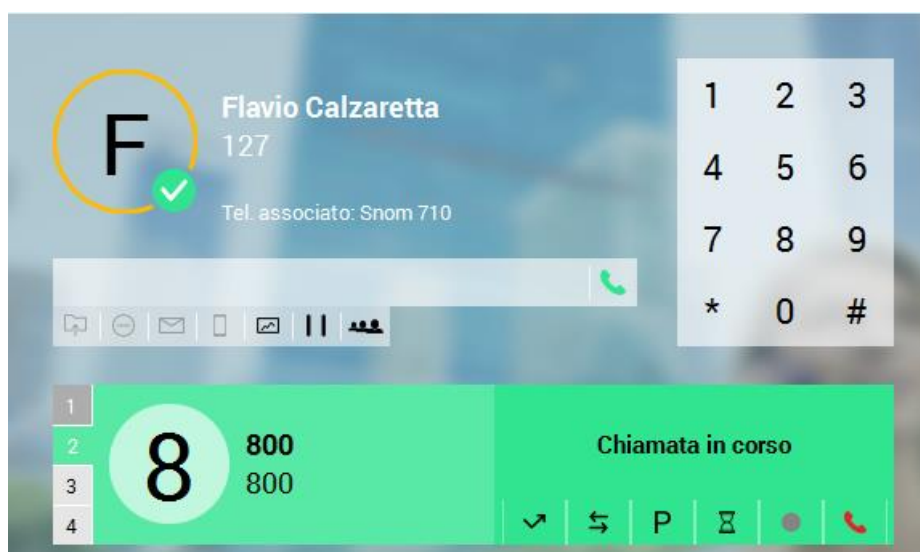 F
Flavio Calzaretta
127
Tel. associato: Snom 710
1 2 3
4 5 6
7 8 9
* 0 #
1
2
3
4
8
800
800
Chiamata in corso
P